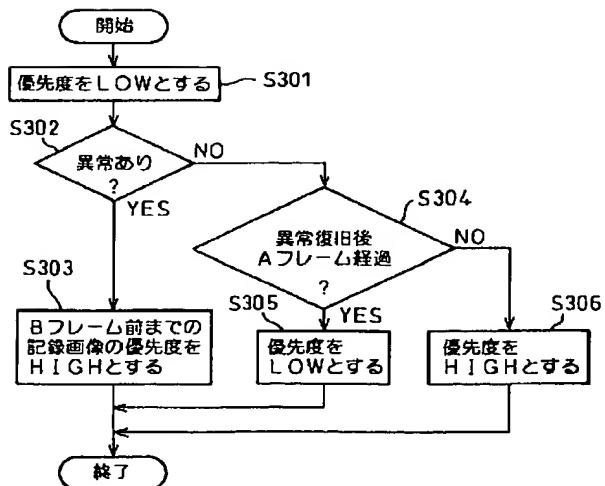 開始
優先度をLOWとする
S301
S302
異常あり
?
NO
YES
S304
異常復旧後
Aフレーム経過
?
NO
YES
S303
Bフレーム前までの
記録画像の優先度を
HIGHとする
S305
優先度を
LOWとする
S306
優先度を
HIGHとする
終了